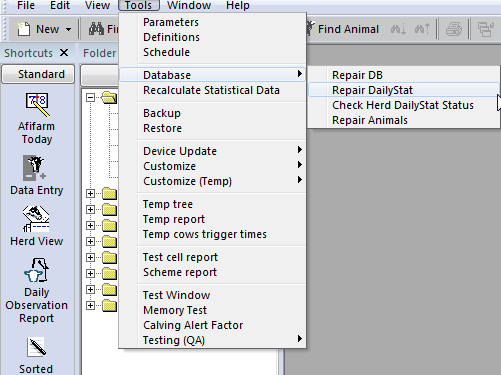 File Edit View Tools Window Help
New Find Animal
Shortcuts Folder
Standard
Afifarm
Today
Data Entry
Herd View
Daily
Observation
Report
Sorted
Parameters
Definitions
Schedule
Database
Recalculate Statistical Data
Backup
Restore
Device Update
Customize
Customize (Temp)
Temp tree
Temp report
Temp cows trigger times
Test cell report
Scheme report
Test Window
Memory Test
Calving Alert Factor
Testing (QA)
Repair DB
Repair DailyStat
Check Herd DailyStat Status
Repair Animals